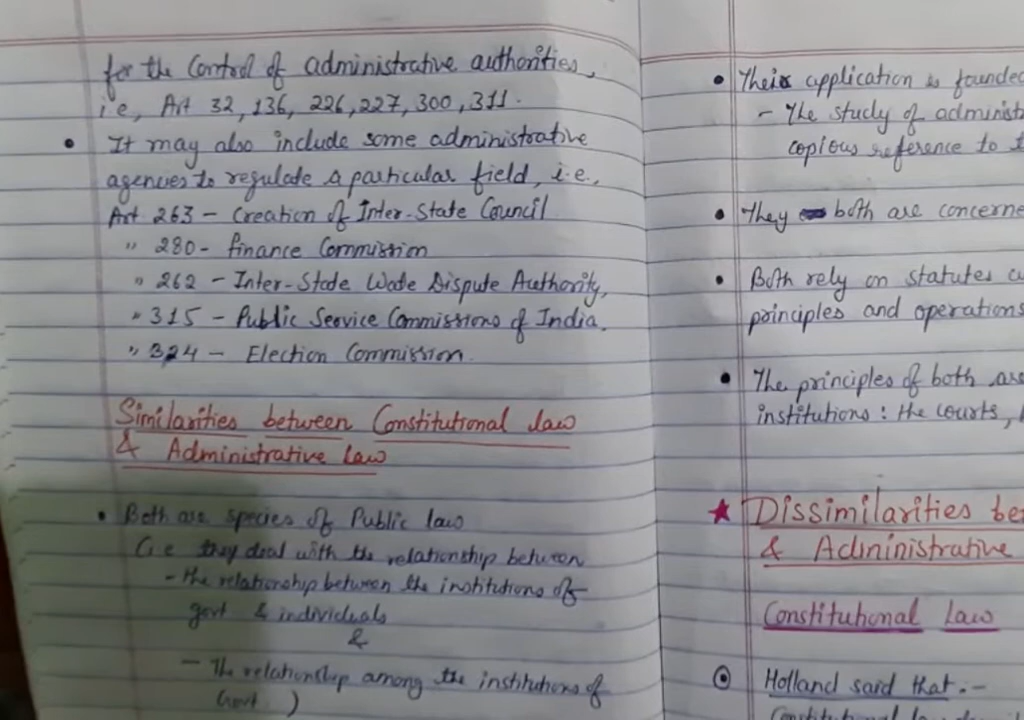 for the Control of administrative authorities,
i.e, Art 32, 136, 226, 227, 300, 311.
• It may also include some administrative
agencies to regulate a particular field, i.e.,
Art 263 – Creation of Inter-State Council
" 280 - finance Commission
" 262 – Inter-State Wade Dispute Authority,
" 315 – Public Service Commissions of India.
" 324 – Election Commission.
Similarities between Constitutional law
& Administrative law
• Both are species of Public law
(i.e they deal with the relationship between
- the relationship between the institutions of
govt & individuals
&
- The relationship among the institutions of
Govt )
• Their application is founded
- The study of administ
copious reference to t
• They both are concerne
• Both rely on statutes a
principles and operations
• The principles of both are
institutions : the courts,
★ Dissimilarities be
& Administrative
Constitutional Law
Holland said that :-